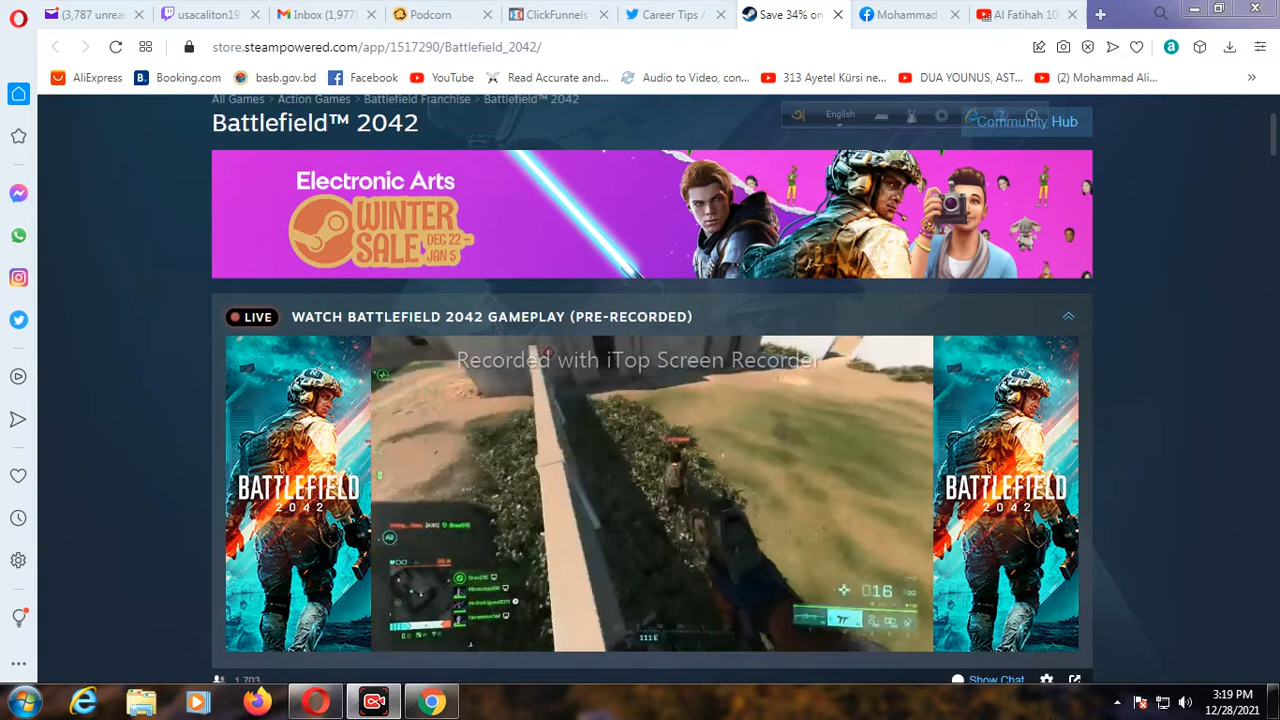 (3,787 unrea
usacaliton19
Inbox (1,977)
Podcorn
ClickFunnels
Career Tips /
Save 34% on
Mohammad
Al Fatihah 10
store.steampowered.com/app/1517290/Battlefield_2042/
AliExpress
Booking.com
basb.gov.bd
Facebook
YouTube
Read Accurate and...
Audio to Video, con...
313 Ayetel Kürsi ne...
DUA YOUNUS, AST...
(2) Mohammad Ali...
All Games > Action Games > Battlefield Franchise > Battlefield™ 2042
Battlefield™ 2042
English
Community Hub
Electronic Arts
WINTER
SALE
DEC 22 –
JAN 5
LIVE
WATCH BATTLEFIELD 2042 GAMEPLAY (PRE-RECORDED)
Recorded with iTop Screen Recorder
BATTLEFIELD
2042
BATTLEFIELD
2042
016
111 E
1,703
Show Chat
3:19 PM
12/28/2021